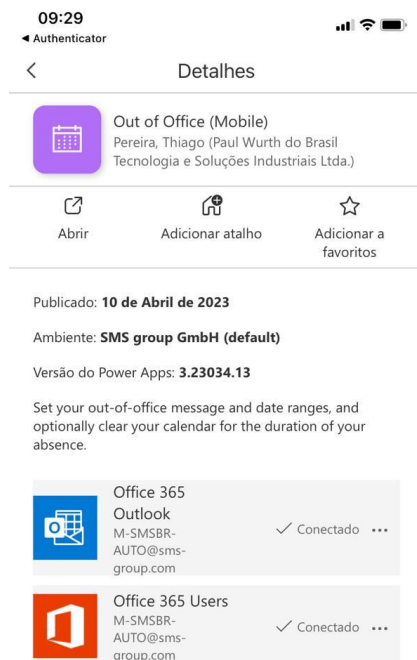 09:29
◀ Authenticator
Detalhes
Out of Office (Mobile)
Pereira, Thiago (Paul Wurth do Brasil
Tecnologia e Soluções Industriais Ltda.)
Abrir
Adicionar atalho
Adicionar a
favoritos
Publicado: 10 de Abril de 2023
Ambiente: SMS group GmbH (default)
Versão do Power Apps: 3.23034.13
Set your out-of-office message and date ranges, and
optionally clear your calendar for the duration of your
absence.
Office 365
Outlook
M-SMSBR-
AUTO@sms-
group.com
Conectado
Office 365 Users
M-SMSBR-
AUTO@sms-
group.com
Conectado